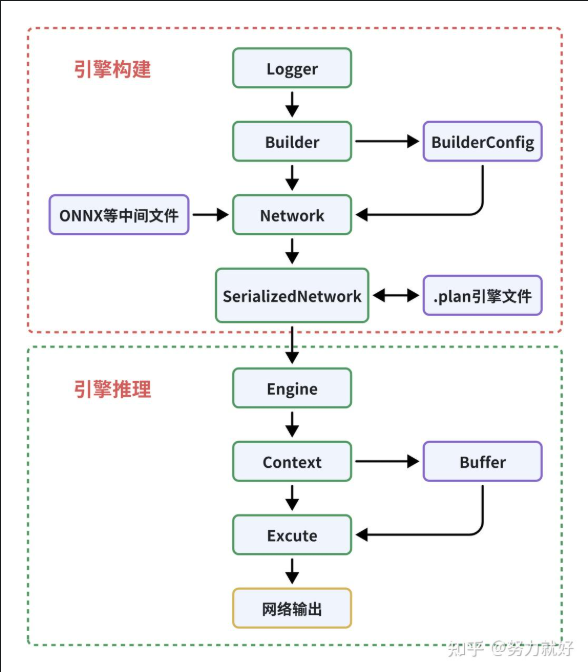 引擎构建
Logger
Builder
BuilderConfig
ONNX等中间文件
Network
SerializedNetwork
.plan引擎文件
引擎推理
Engine
Context
Buffer
Excute
网络输出
知乎 @努力就好